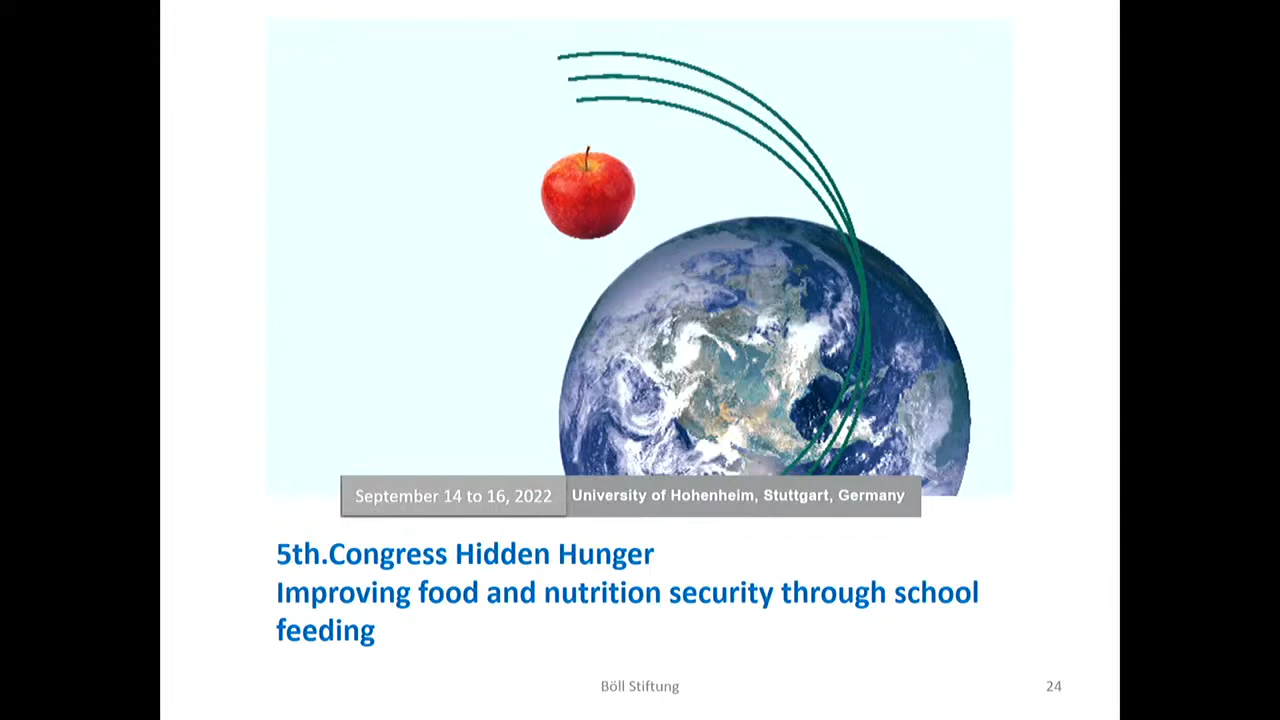 September 14 to 16, 2022 University of Hohenheim, Stuttgart, Germany
5th.Congress Hidden Hunger
Improving food and nutrition security through school
feeding
Böll Stiftung 24